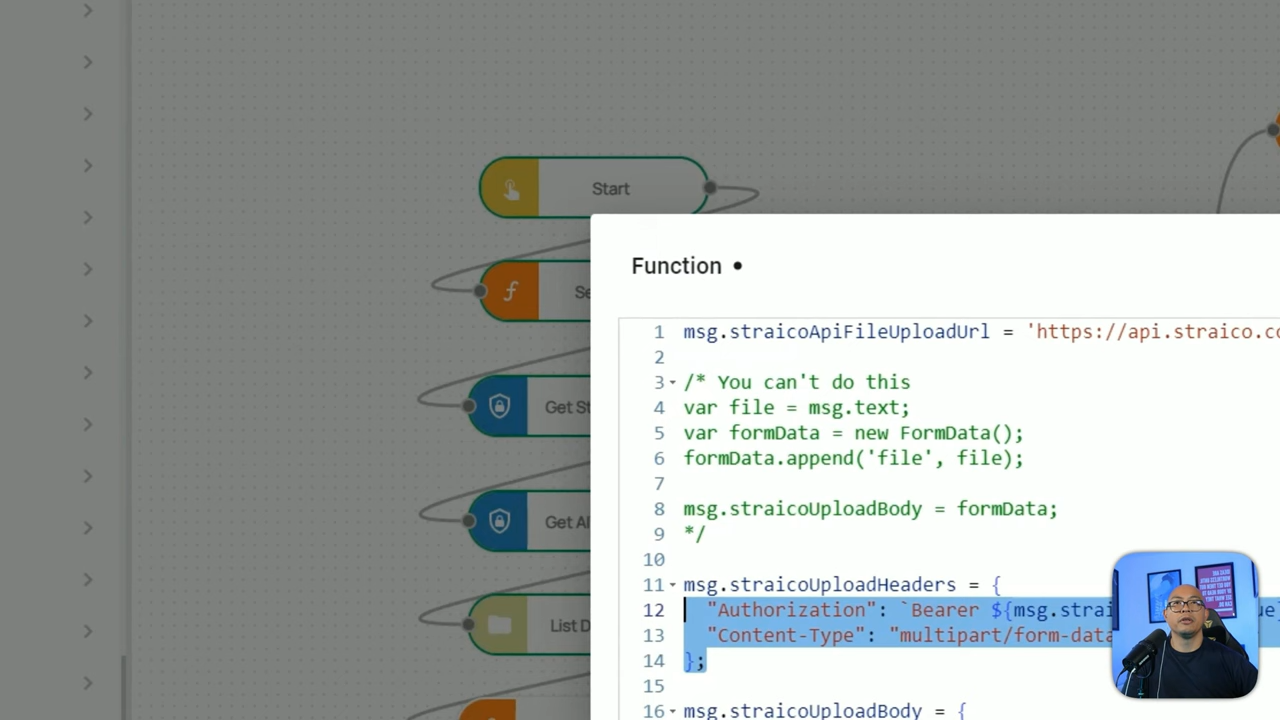 Start
Function •
1 msg.straicoApiFileUploadUrl = 'https://api.straico.co
2
3 /* You can't do this
4 var file = msg.text;
5 var formData = new FormData();
6 formData.append('file', file);
7
8 msg.straicoUploadBody = formData;
9 */
10
11 msg.straicoUploadHeaders = {
12 "Authorization": `Bearer ${msg.strai
13 "Content-Type": "multipart/form-data
14 };
15
16 msg.straicoUploadBody = {
Se
Get St
Get AI
List D